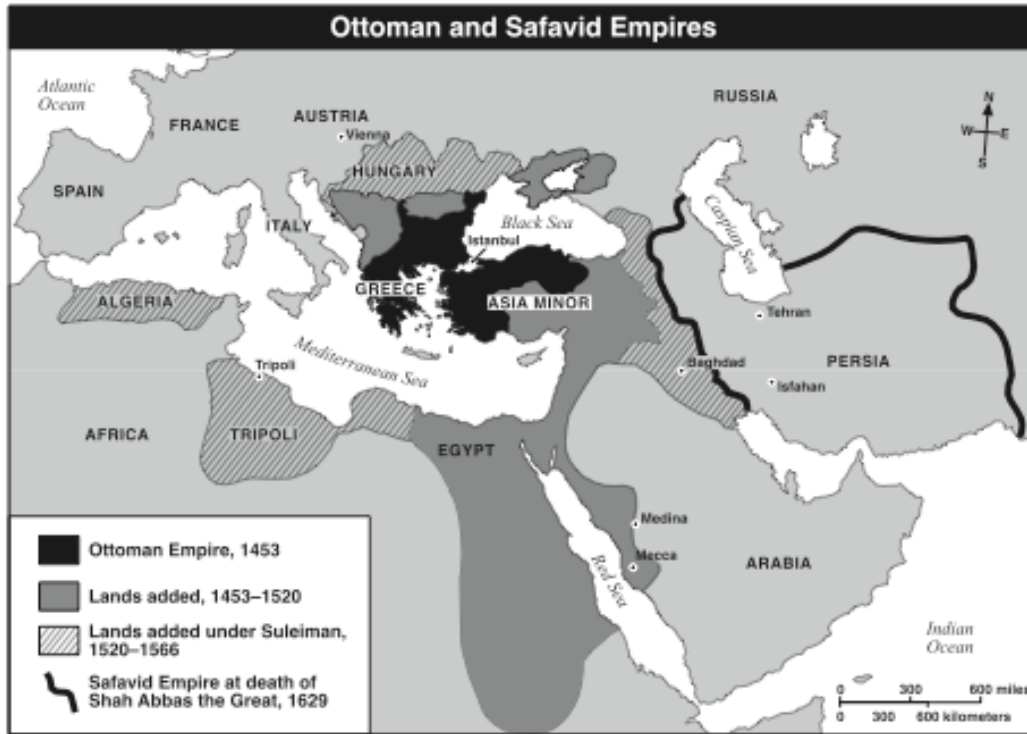 Ottoman and Safavid Empires
Atlantic
Ocean
RUSSIA
N
W E
S
FRANCE
AUSTRIA
Vienna
HUNGARY
SPAIN
ITALY
Black Sea
Caspian Sea
Istanbul
GREECE
ASIA MINOR
ALGERIA
Tehran
Mediterranean Sea
Tripoli
Baghdad
PERSIA
Isfahan
AFRICA
TRIPOLI
EGYPT
Medina
Mecca
ARABIA
Red Sea
Ottoman Empire, 1453
Lands added, 1453–1520
Lands added under Suleiman,
1520–1566
Safavid Empire at death of
Shah Abbas the Great, 1629
Indian
Ocean
0 300 600 miles
0 300 600 kilometers